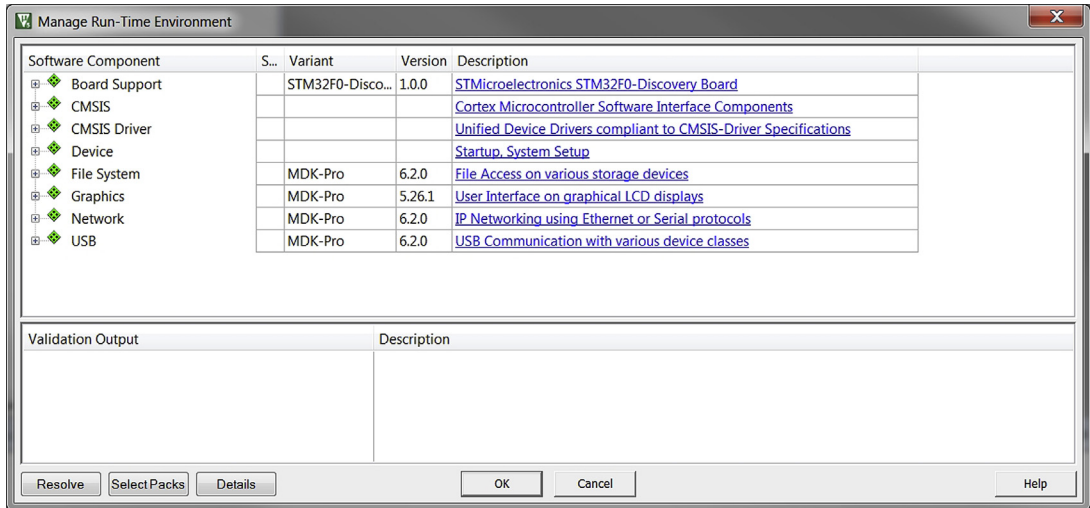 Manage Run-Time Environment
Software Component S... Variant Version Description
Board Support STM32F0-Disco... 1.0.0 STMicroelectronics STM32F0-Discovery Board
CMSIS Cortex Microcontroller Software Interface Components
CMSIS Driver Unified Device Drivers compliant to CMSIS-Driver Specifications
Device Startup, System Setup
File System MDK-Pro 6.2.0 File Access on various storage devices
Graphics MDK-Pro 5.26.1 User Interface on graphical LCD displays
Network MDK-Pro 6.2.0 IP Networking using Ethernet or Serial protocols
USB MDK-Pro 6.2.0 USB Communication with various device classes
Validation Output Description
Resolve Select Packs Details OK Cancel Help